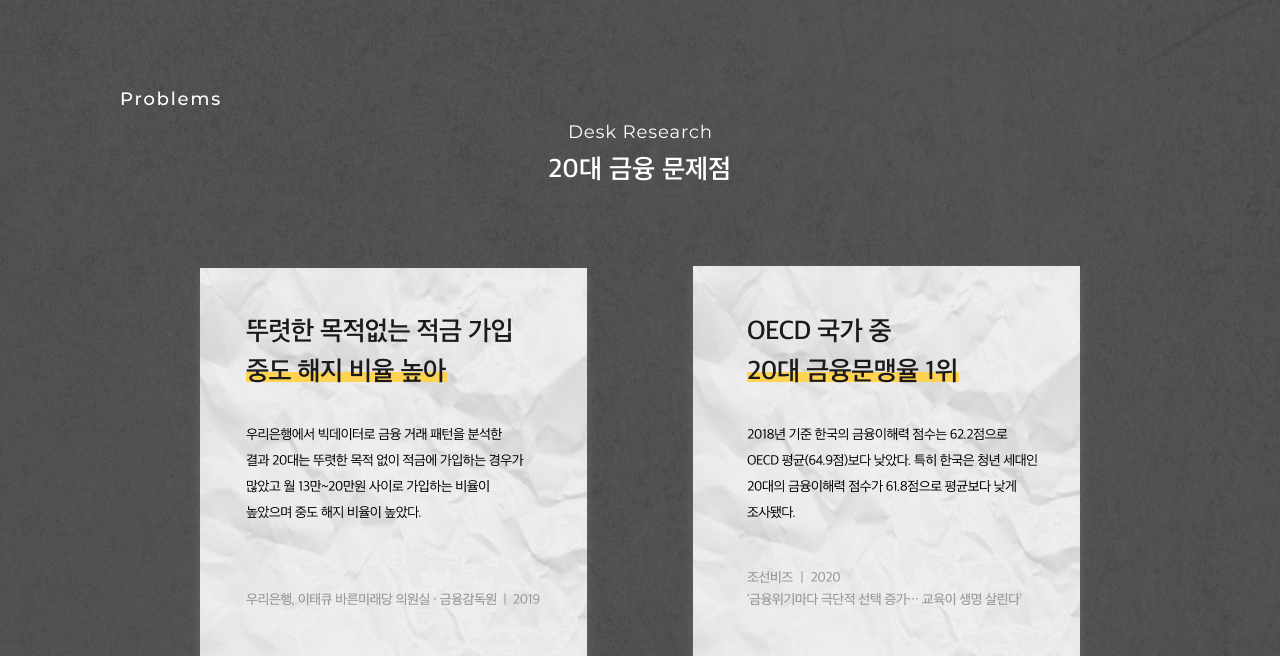 Problems
Desk Research
20대 금융 문제점
뚜렷한 목적없는 적금 가입
중도 해지 비율 높아
우리은행에서 빅데이터로 금융 거래 패턴을 분석한
결과 20대는 뚜렷한 목적 없이 적금에 가입하는 경우가
많았고 월 13만~20만원 사이로 가입하는 비율이
높았으며 중도 해지 비율이 높았다.
우리은행, 이태규 바른미래당 의원실 · 금융감독원 | 2019
OECD 국가 중
20대 금융문맹율 1위
2018년 기준 한국의 금융이해력 점수는 62.2점으로
OECD 평균(64.9점)보다 낮았다. 특히 한국은 청년 세대인
20대의 금융이해력 점수가 61.8점으로 평균보다 낮게
조사됐다.
조선비즈 | 2020
‘금융위기마다 극단적 선택 증가… 교육이 생명 살린다’